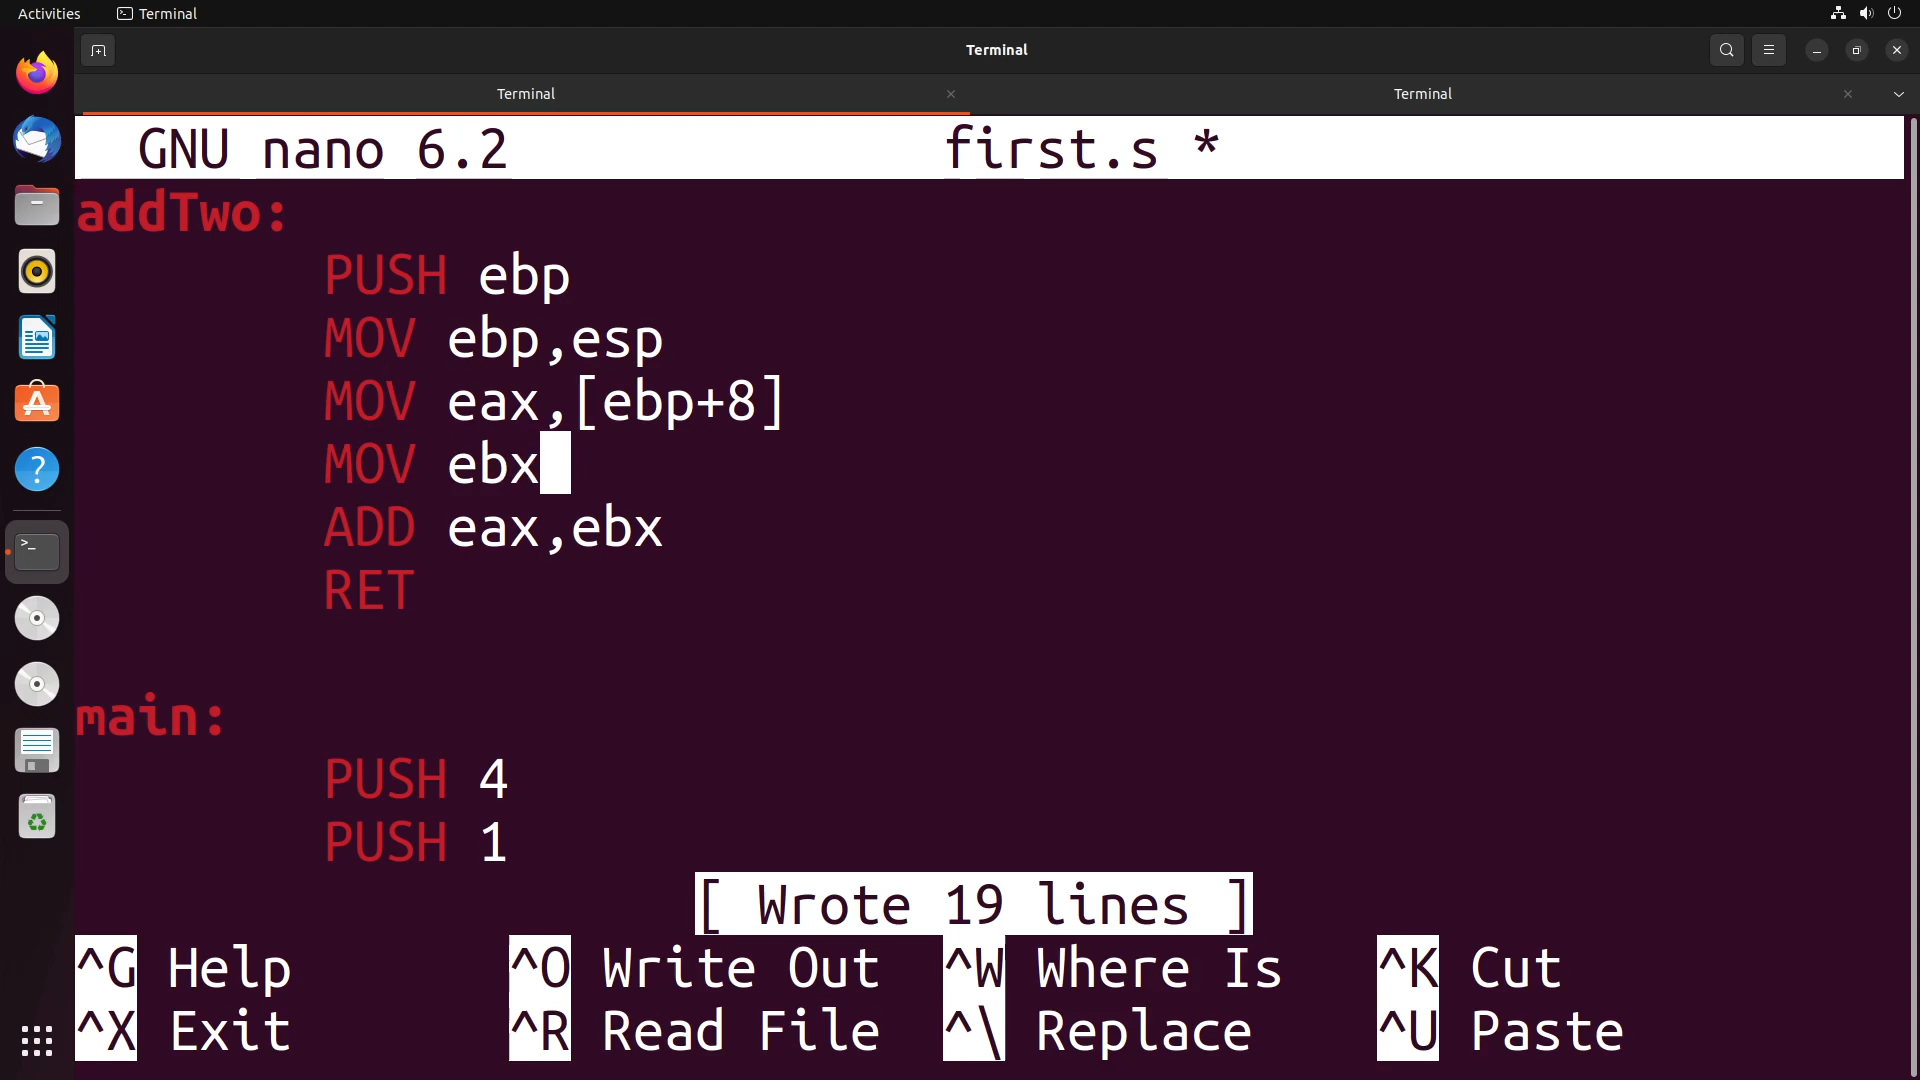 Activities
Terminal
Terminal
Terminal
Terminal
GNU nano 6.2
first.s *
addTwo:
PUSH ebp
MOV ebp,esp
MOV eax,[ebp+8]
MOV ebx
ADD eax,ebx
RET
main:
PUSH 4
PUSH 1
[ Wrote 19 lines ]
^G Help
^O Write Out
^W Where Is
^K Cut
^X Exit
^R Read File
^\ Replace
^U Paste